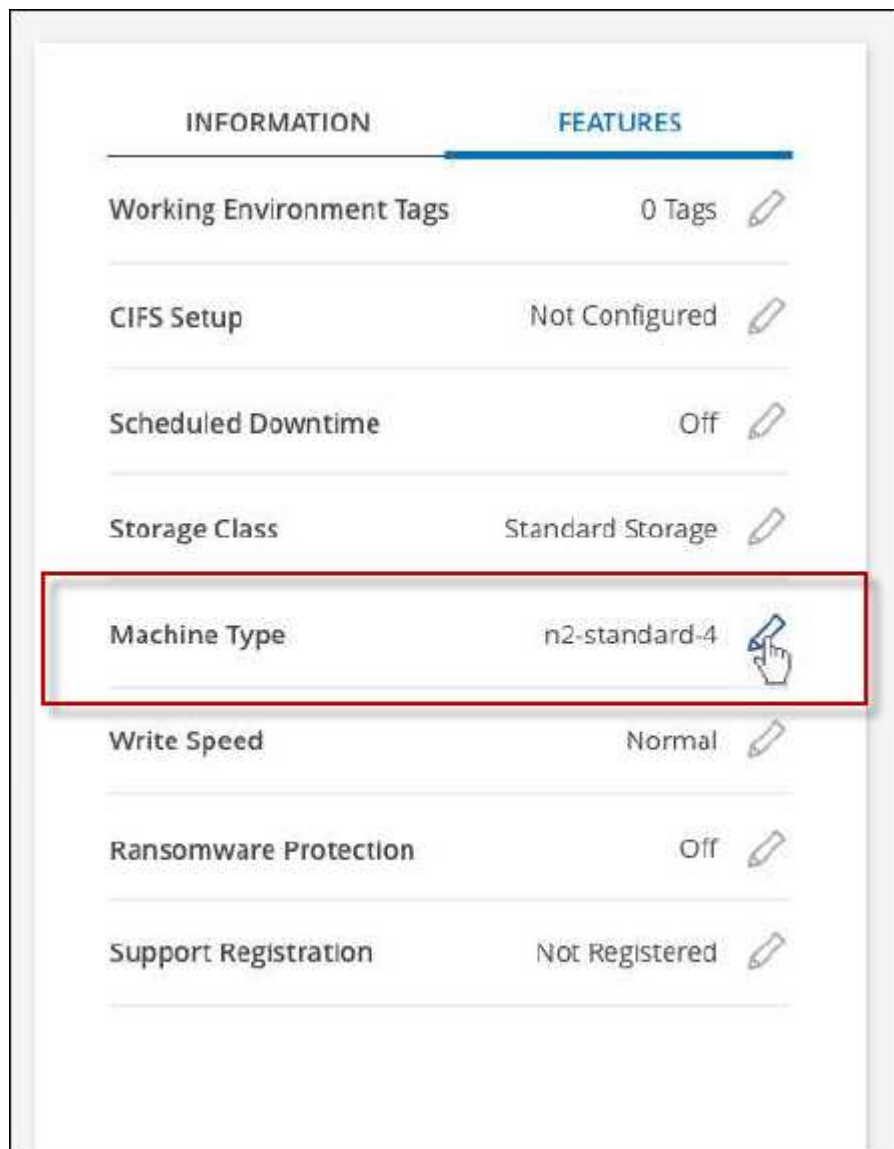 INFORMATION FEATURES
Working Environment Tags 0 Tags
CIFS Setup Not Configured
Scheduled Downtime Off
Storage Class Standard Storage
Machine Type n2-standard-4
Write Speed Normal
Ransomware Protection Off
Support Registration Not Registered